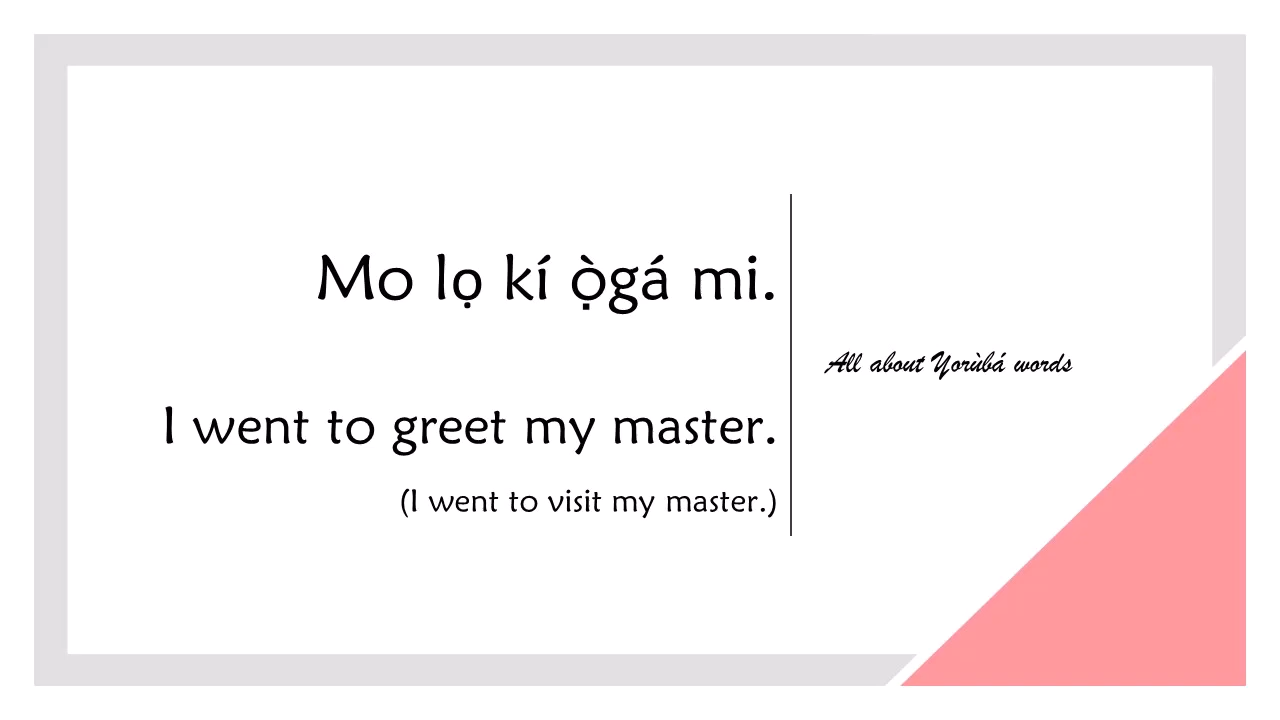 Mo lọ kí ọ̀gá mi.
I went to greet my master.
(I went to visit my master.)
All about Yorùbá words